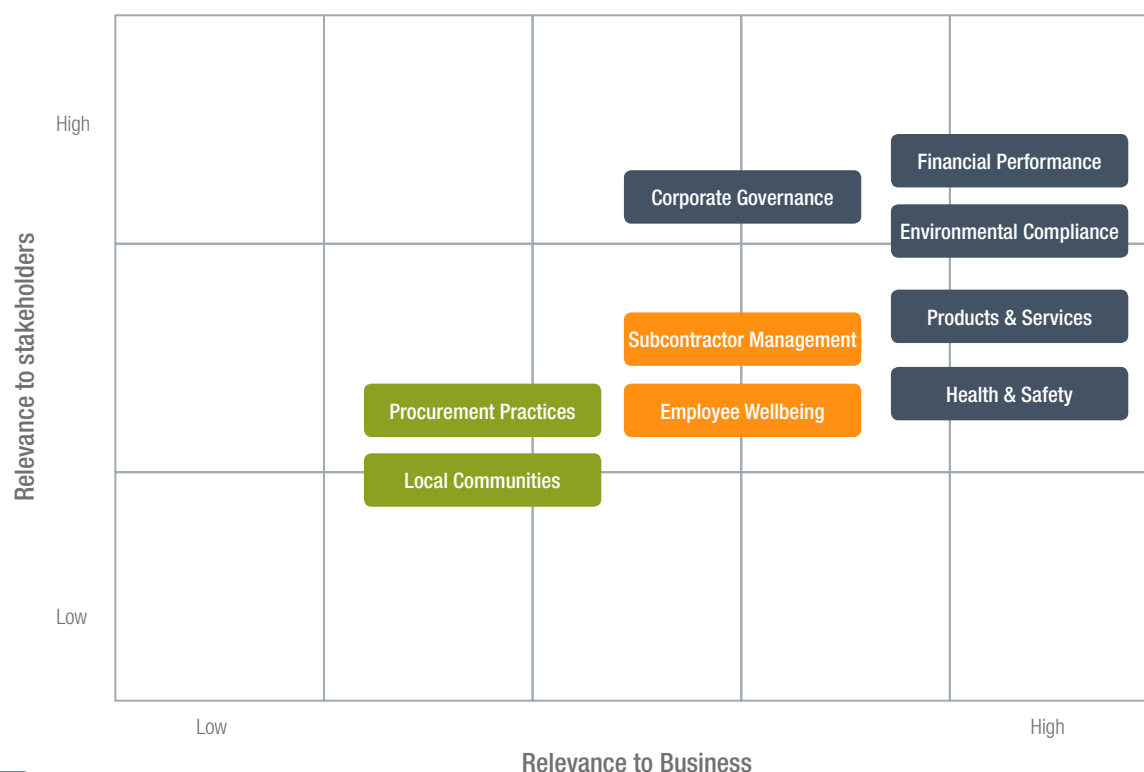 High
Financial Performance
Corporate Governance
Environmental Compliance
Products & Services
Subcontractor Management
Health & Safety
Procurement Practices
Employee Wellbeing
Local Communities
Relevance to stakeholders
Low
Low
High
Relevance to Business